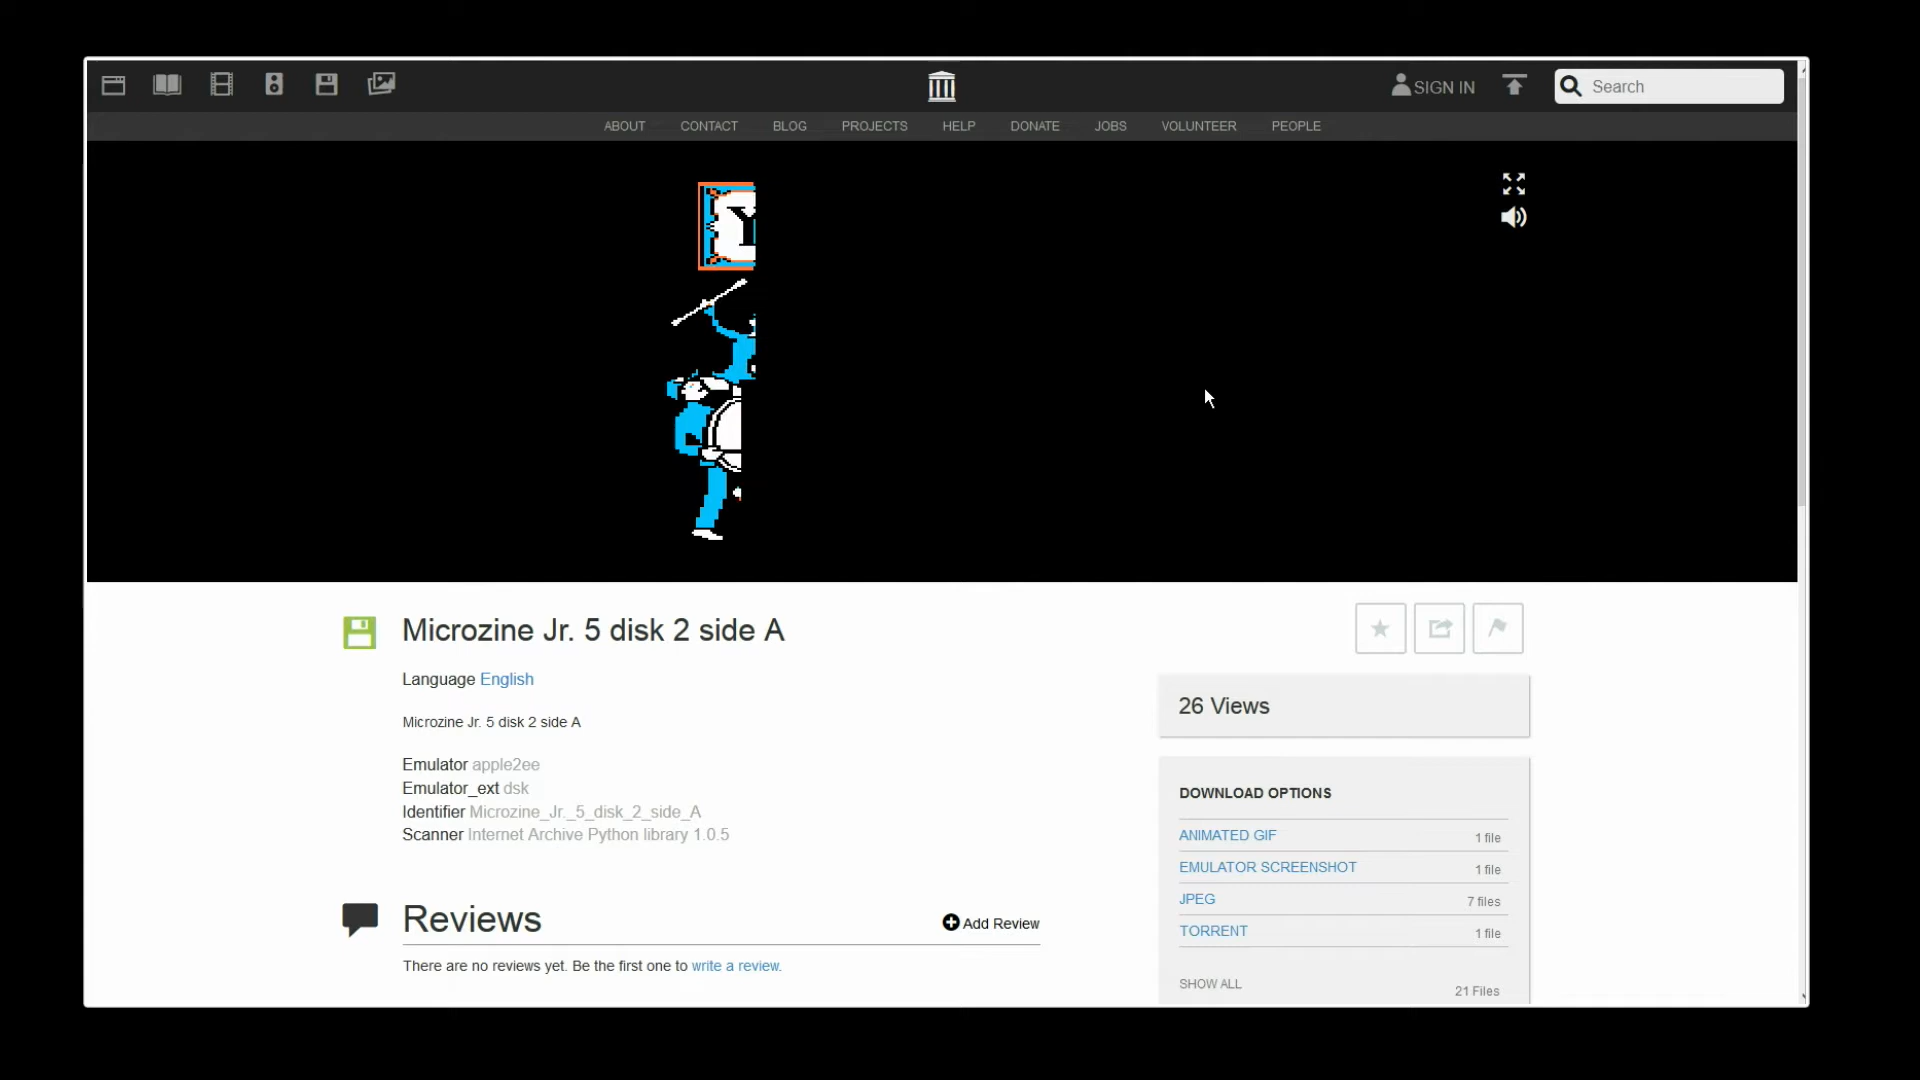 SIGN IN
Search
ABOUT CONTACT BLOG PROJECTS HELP DONATE JOBS VOLUNTEER PEOPLE
Y
Microzine Jr. 5 disk 2 side A
Language English
Microzine Jr. 5 disk 2 side A
Emulator apple2ee
Emulator_ext dsk
Identifier Microzine_Jr._5_disk_2_side_A
Scanner Internet Archive Python library 1.0.5
Reviews
Add Review
There are no reviews yet. Be the first one to write a review.
26 Views
DOWNLOAD OPTIONS
ANIMATED GIF 1 file
EMULATOR SCREENSHOT 1 file
JPEG 7 files
TORRENT 1 file
SHOW ALL 21 Files